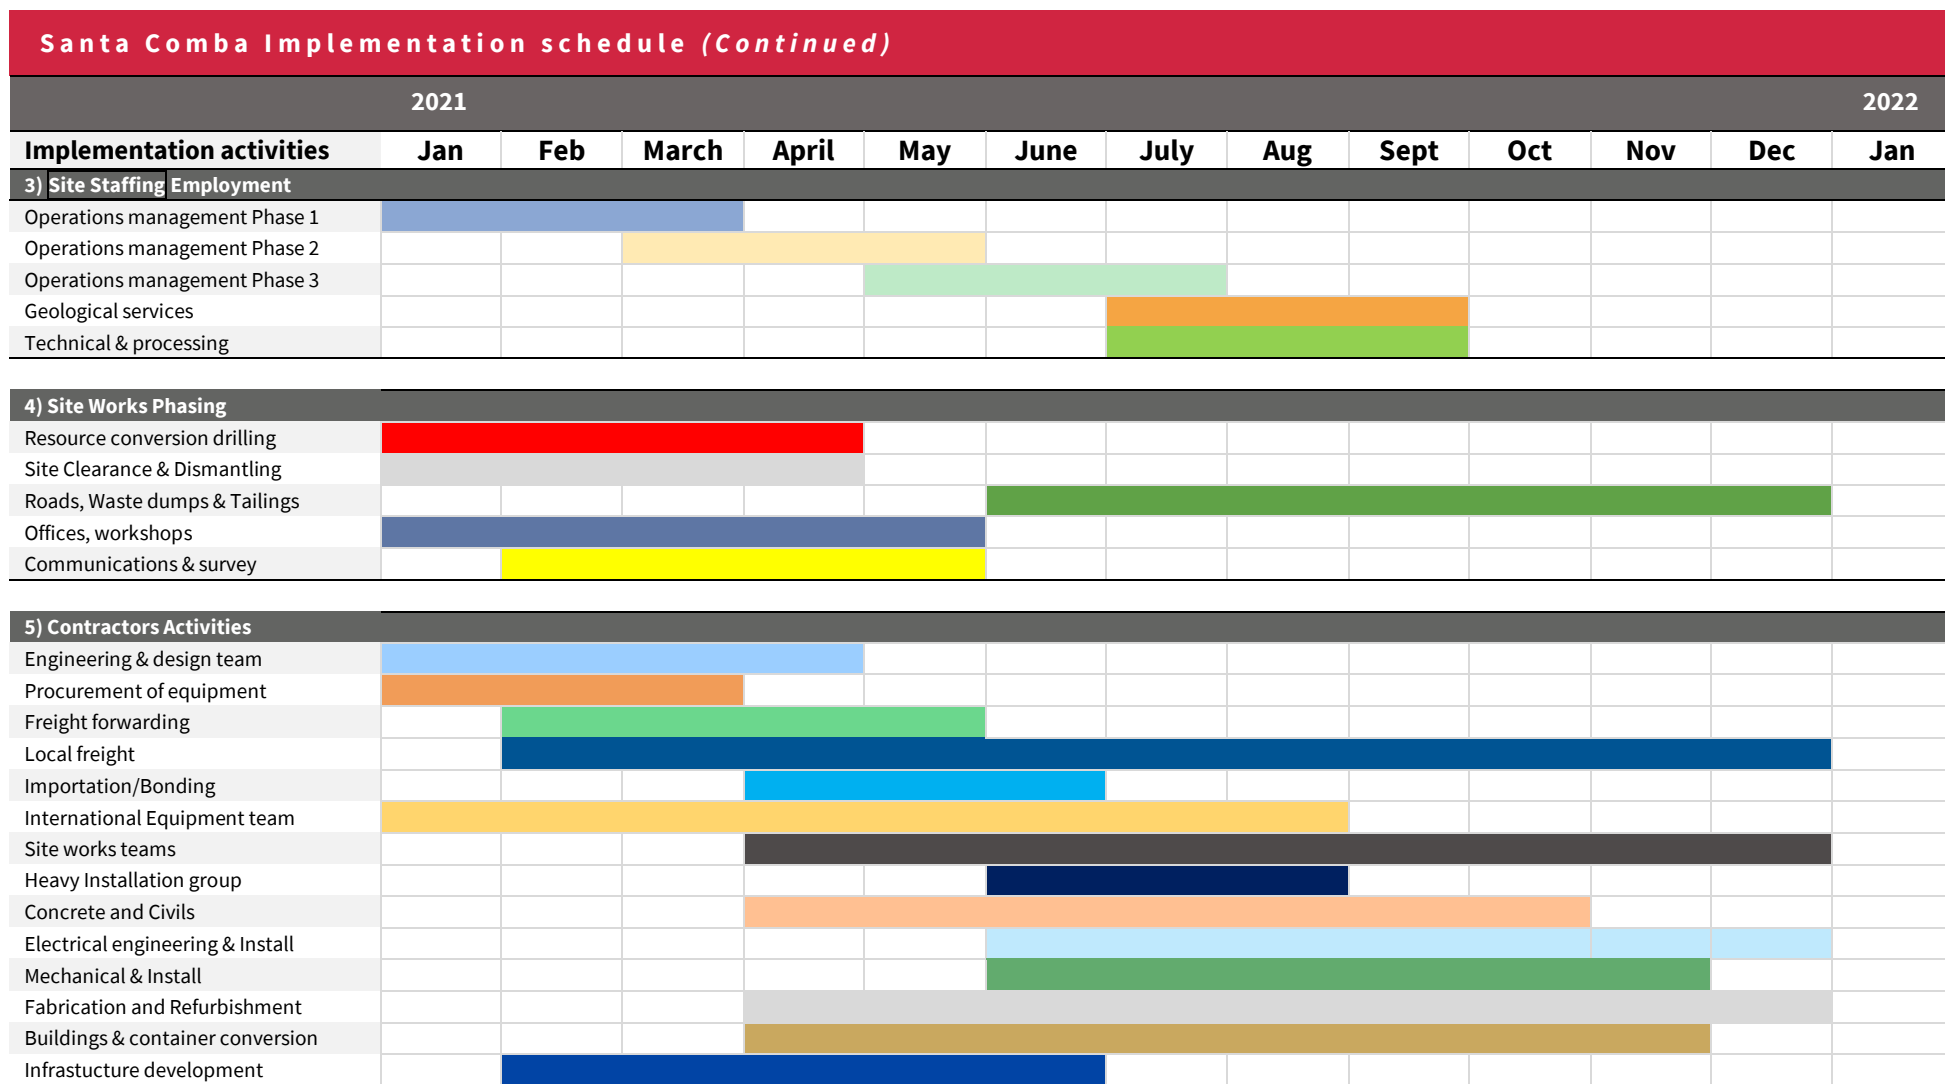 Santa Comba Implementation schedule (Continued)
2021 2022
Implementation activities Jan Feb March April May June July Aug Sept Oct Nov Dec Jan
3) Site Staffing Employment
Operations management Phase 1
Operations management Phase 2
Operations management Phase 3
Geological services
Technical & processing
4) Site Works Phasing
Resource conversion drilling
Site Clearance & Dismantling
Roads, Waste dumps & Tailings
Offices, workshops
Communications & survey
5) Contractors Activities
Engineering & design team
Procurement of equipment
Freight forwarding
Local freight
Importation/Bonding
International Equipment team
Site works teams
Heavy Installation group
Concrete and Civils
Electrical engineering & Install
Mechanical & Install
Fabrication and Refurbishment
Buildings & container conversion
Infrastucture development